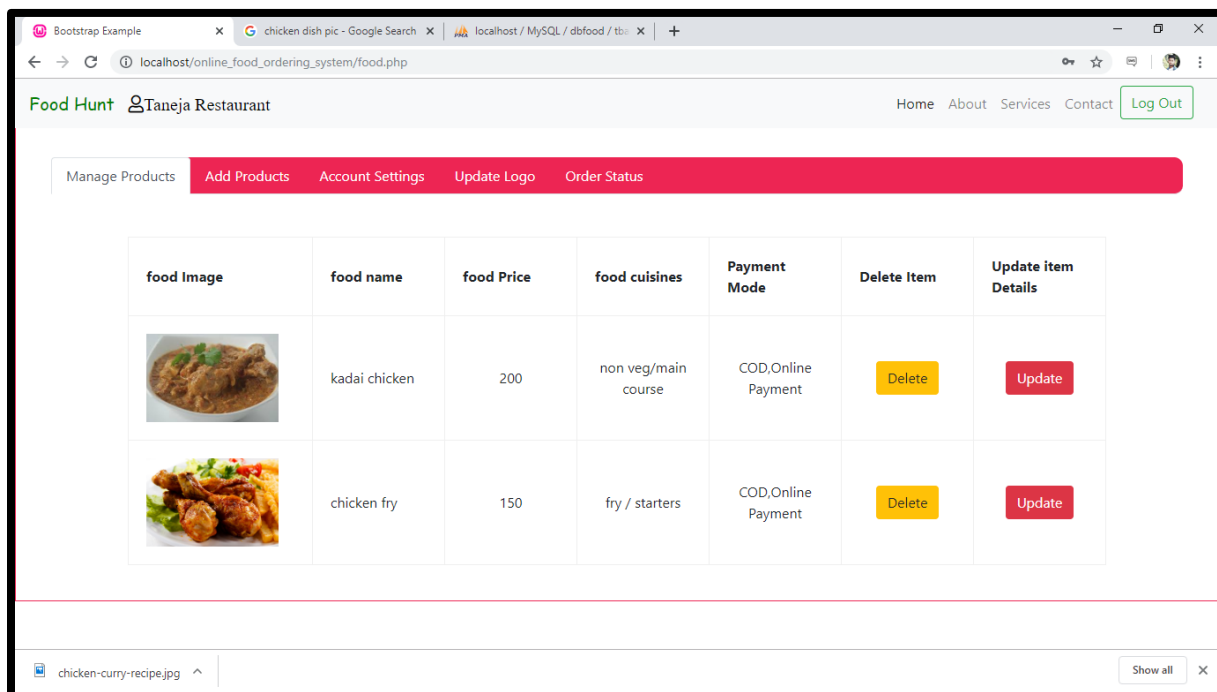 Bootstrap Example
chicken dish pic - Google Search
localhost / MySQL / dbfood / tba
localhost/online_food_ordering_system/food.php
Food Hunt Taneja Restaurant Home About Services Contact Log Out
Manage Products Add Products Account Settings Update Logo Order Status
food Image
food name
food Price
food cuisines
Payment
Mode
Delete Item
Update item
Details
kadai chicken
200
non veg/main
course
COD,Online
Payment
Delete
Update
chicken fry
150
fry / starters
COD,Online
Payment
Delete
Update
chicken-curry-recipe.jpg
Show all